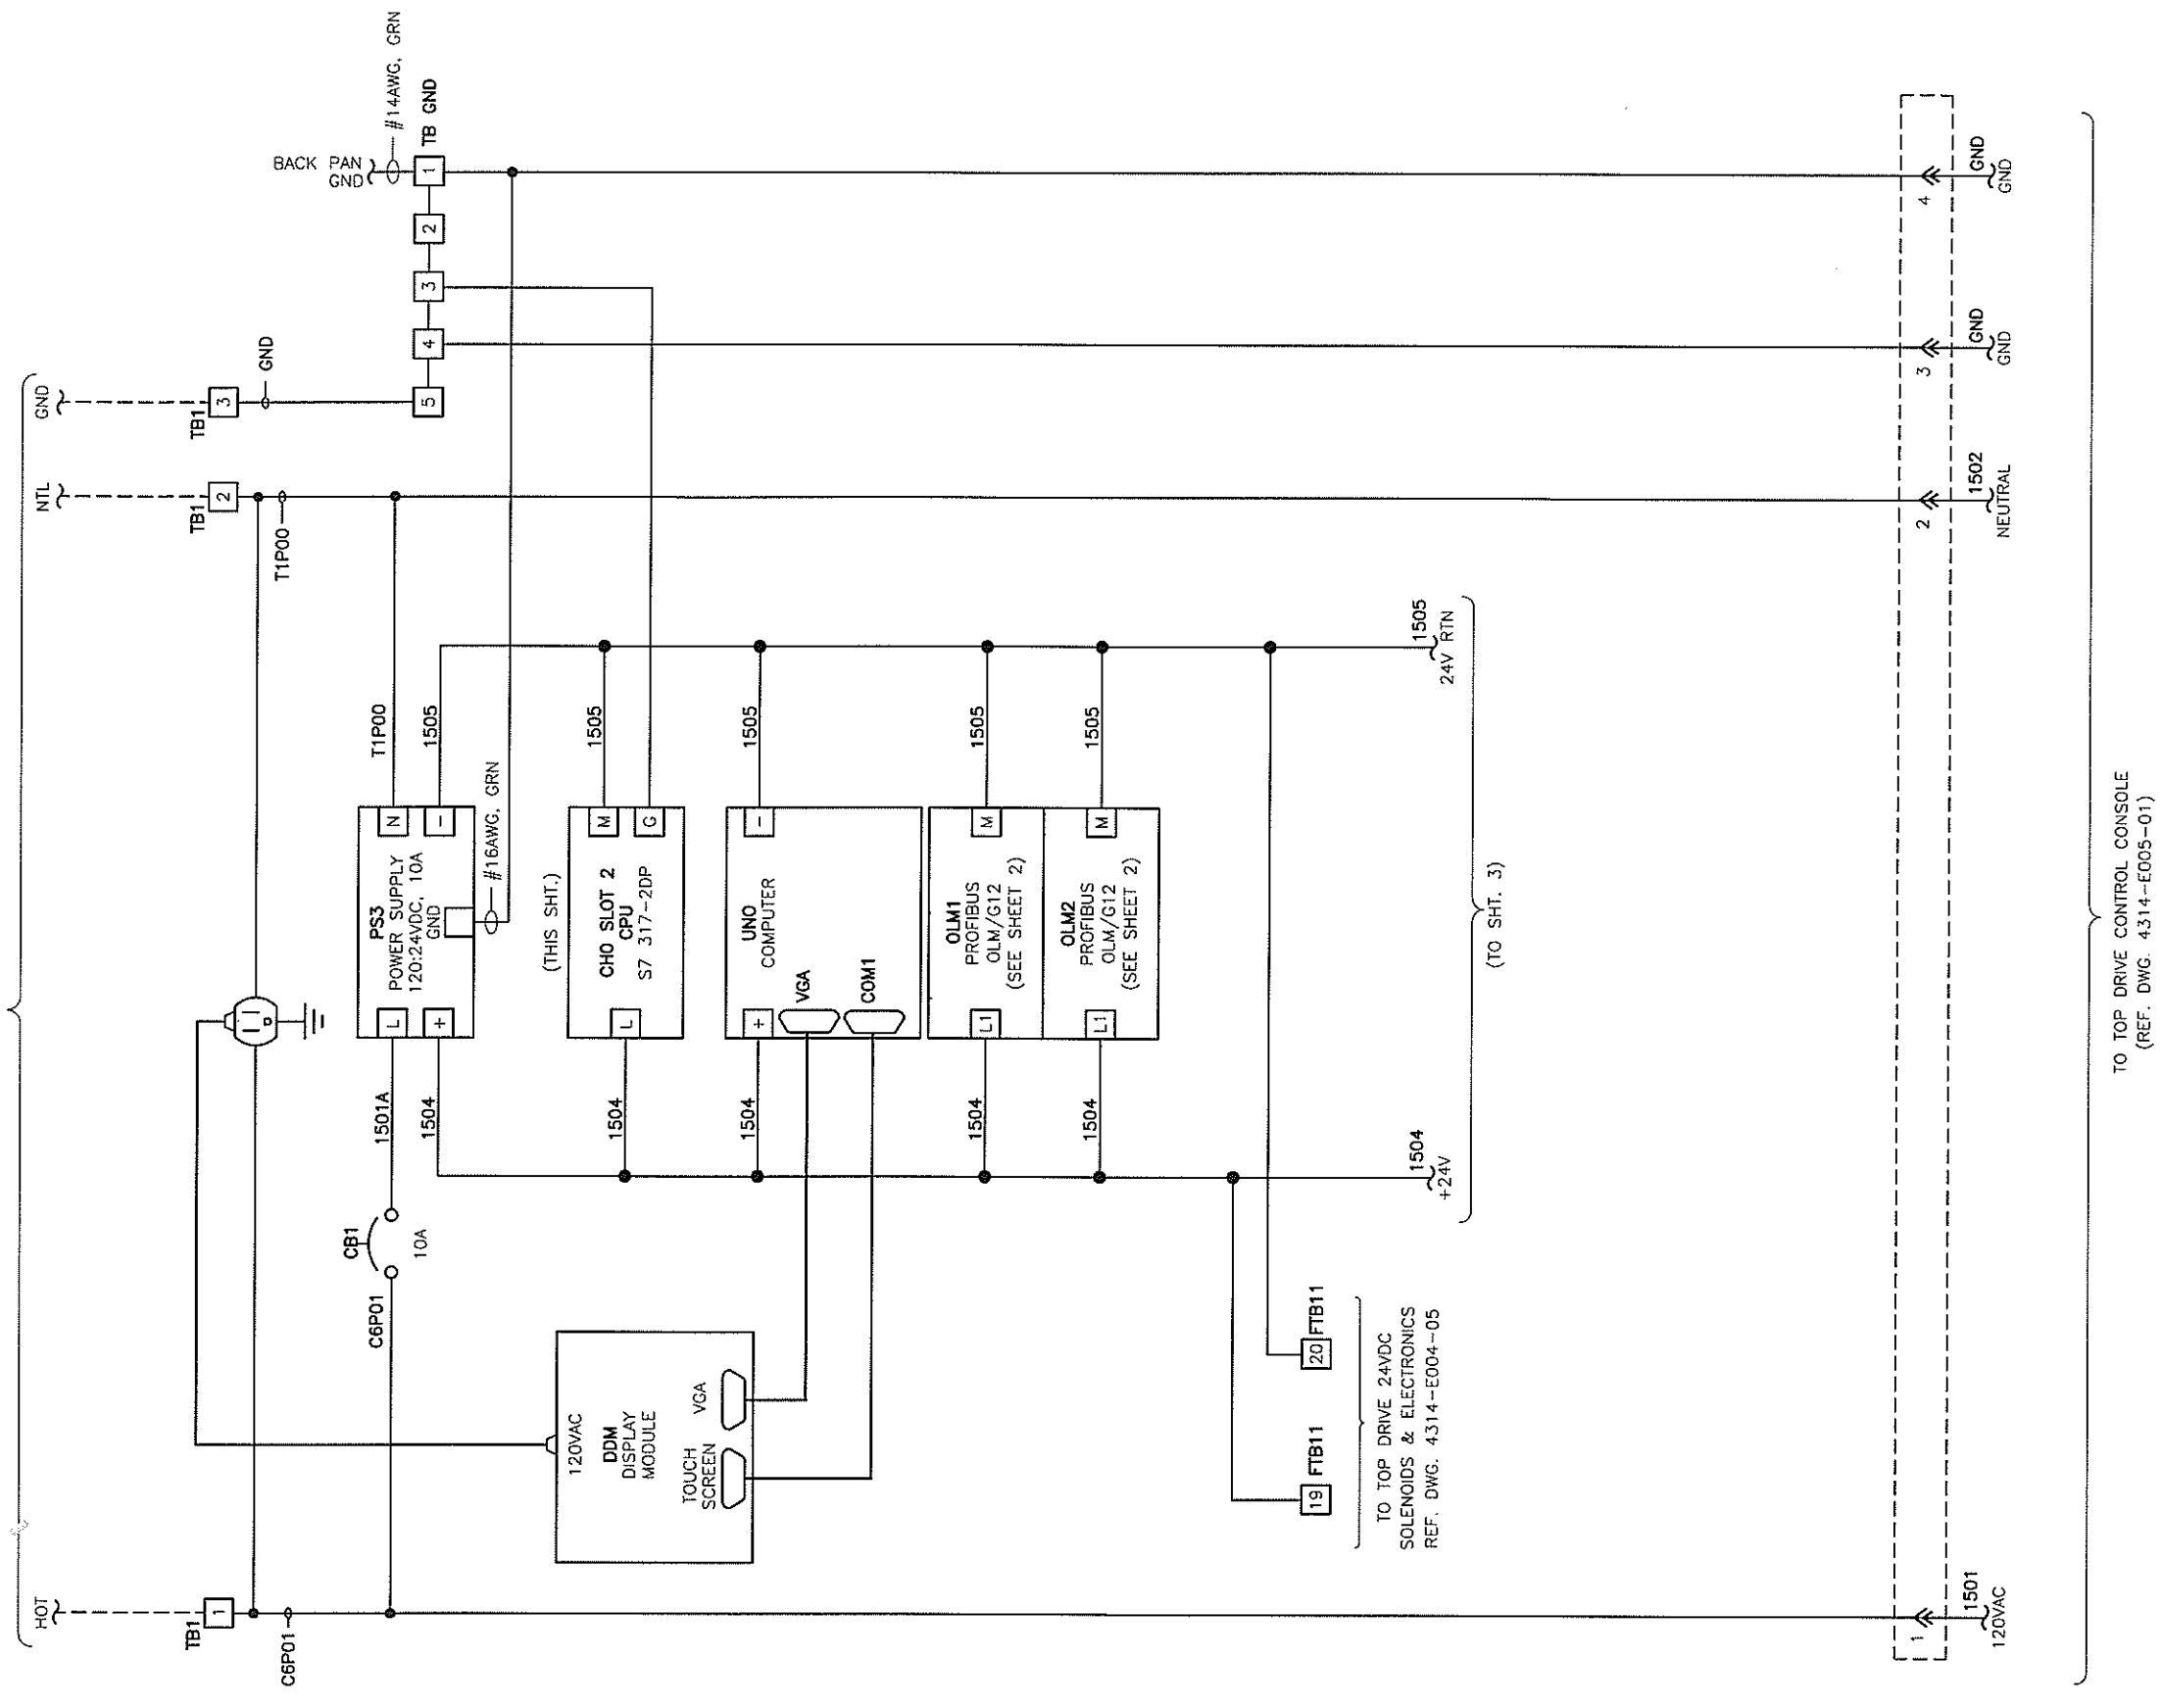 HOT
NTL
GND
TB1
1
C6P01
TB1
2
T1P00
TB1
3
GND
BACK PAN
GND
#14AWG, GRN
TB GND
1
2
3
4
5
C6P01
CB1
10A
1501A
1504
L
+
PS3
POWER SUPPLY
120:24VDC, 10A
GND
N
-
T1P00
1505
#16AWG, GRN
(THIS SHT.)
CHO SLOT 2
CPU
S7 317-2DP
L
M
G
1504
1505
UNO
COMPUTER
+
-
VGA
COM1
1504
1505
OLM1
PROFIBUS
OLM/G12
(SEE SHEET 2)
L1
M
1504
1505
OLM2
PROFIBUS
OLM/G12
(SEE SHEET 2)
L1
M
1504
1505
120VAC
DDM
DISPLAY
MODULE
TOUCH
SCREEN
VGA
19
FTB11
20
FTB11
TO TOP DRIVE 24VDC
SOLENOIDS & ELECTRONICS
REF. DWG. 4314-E004-05
1504
+24V
1505
24V RTN
(TO SHT. 3)
1
1501
120VAC
2
1502
NEUTRAL
3
GND
GND
4
GND
GND
TO TOP DRIVE CONTROL CONSOLE
(REF. DWG. 4314-E005-01)